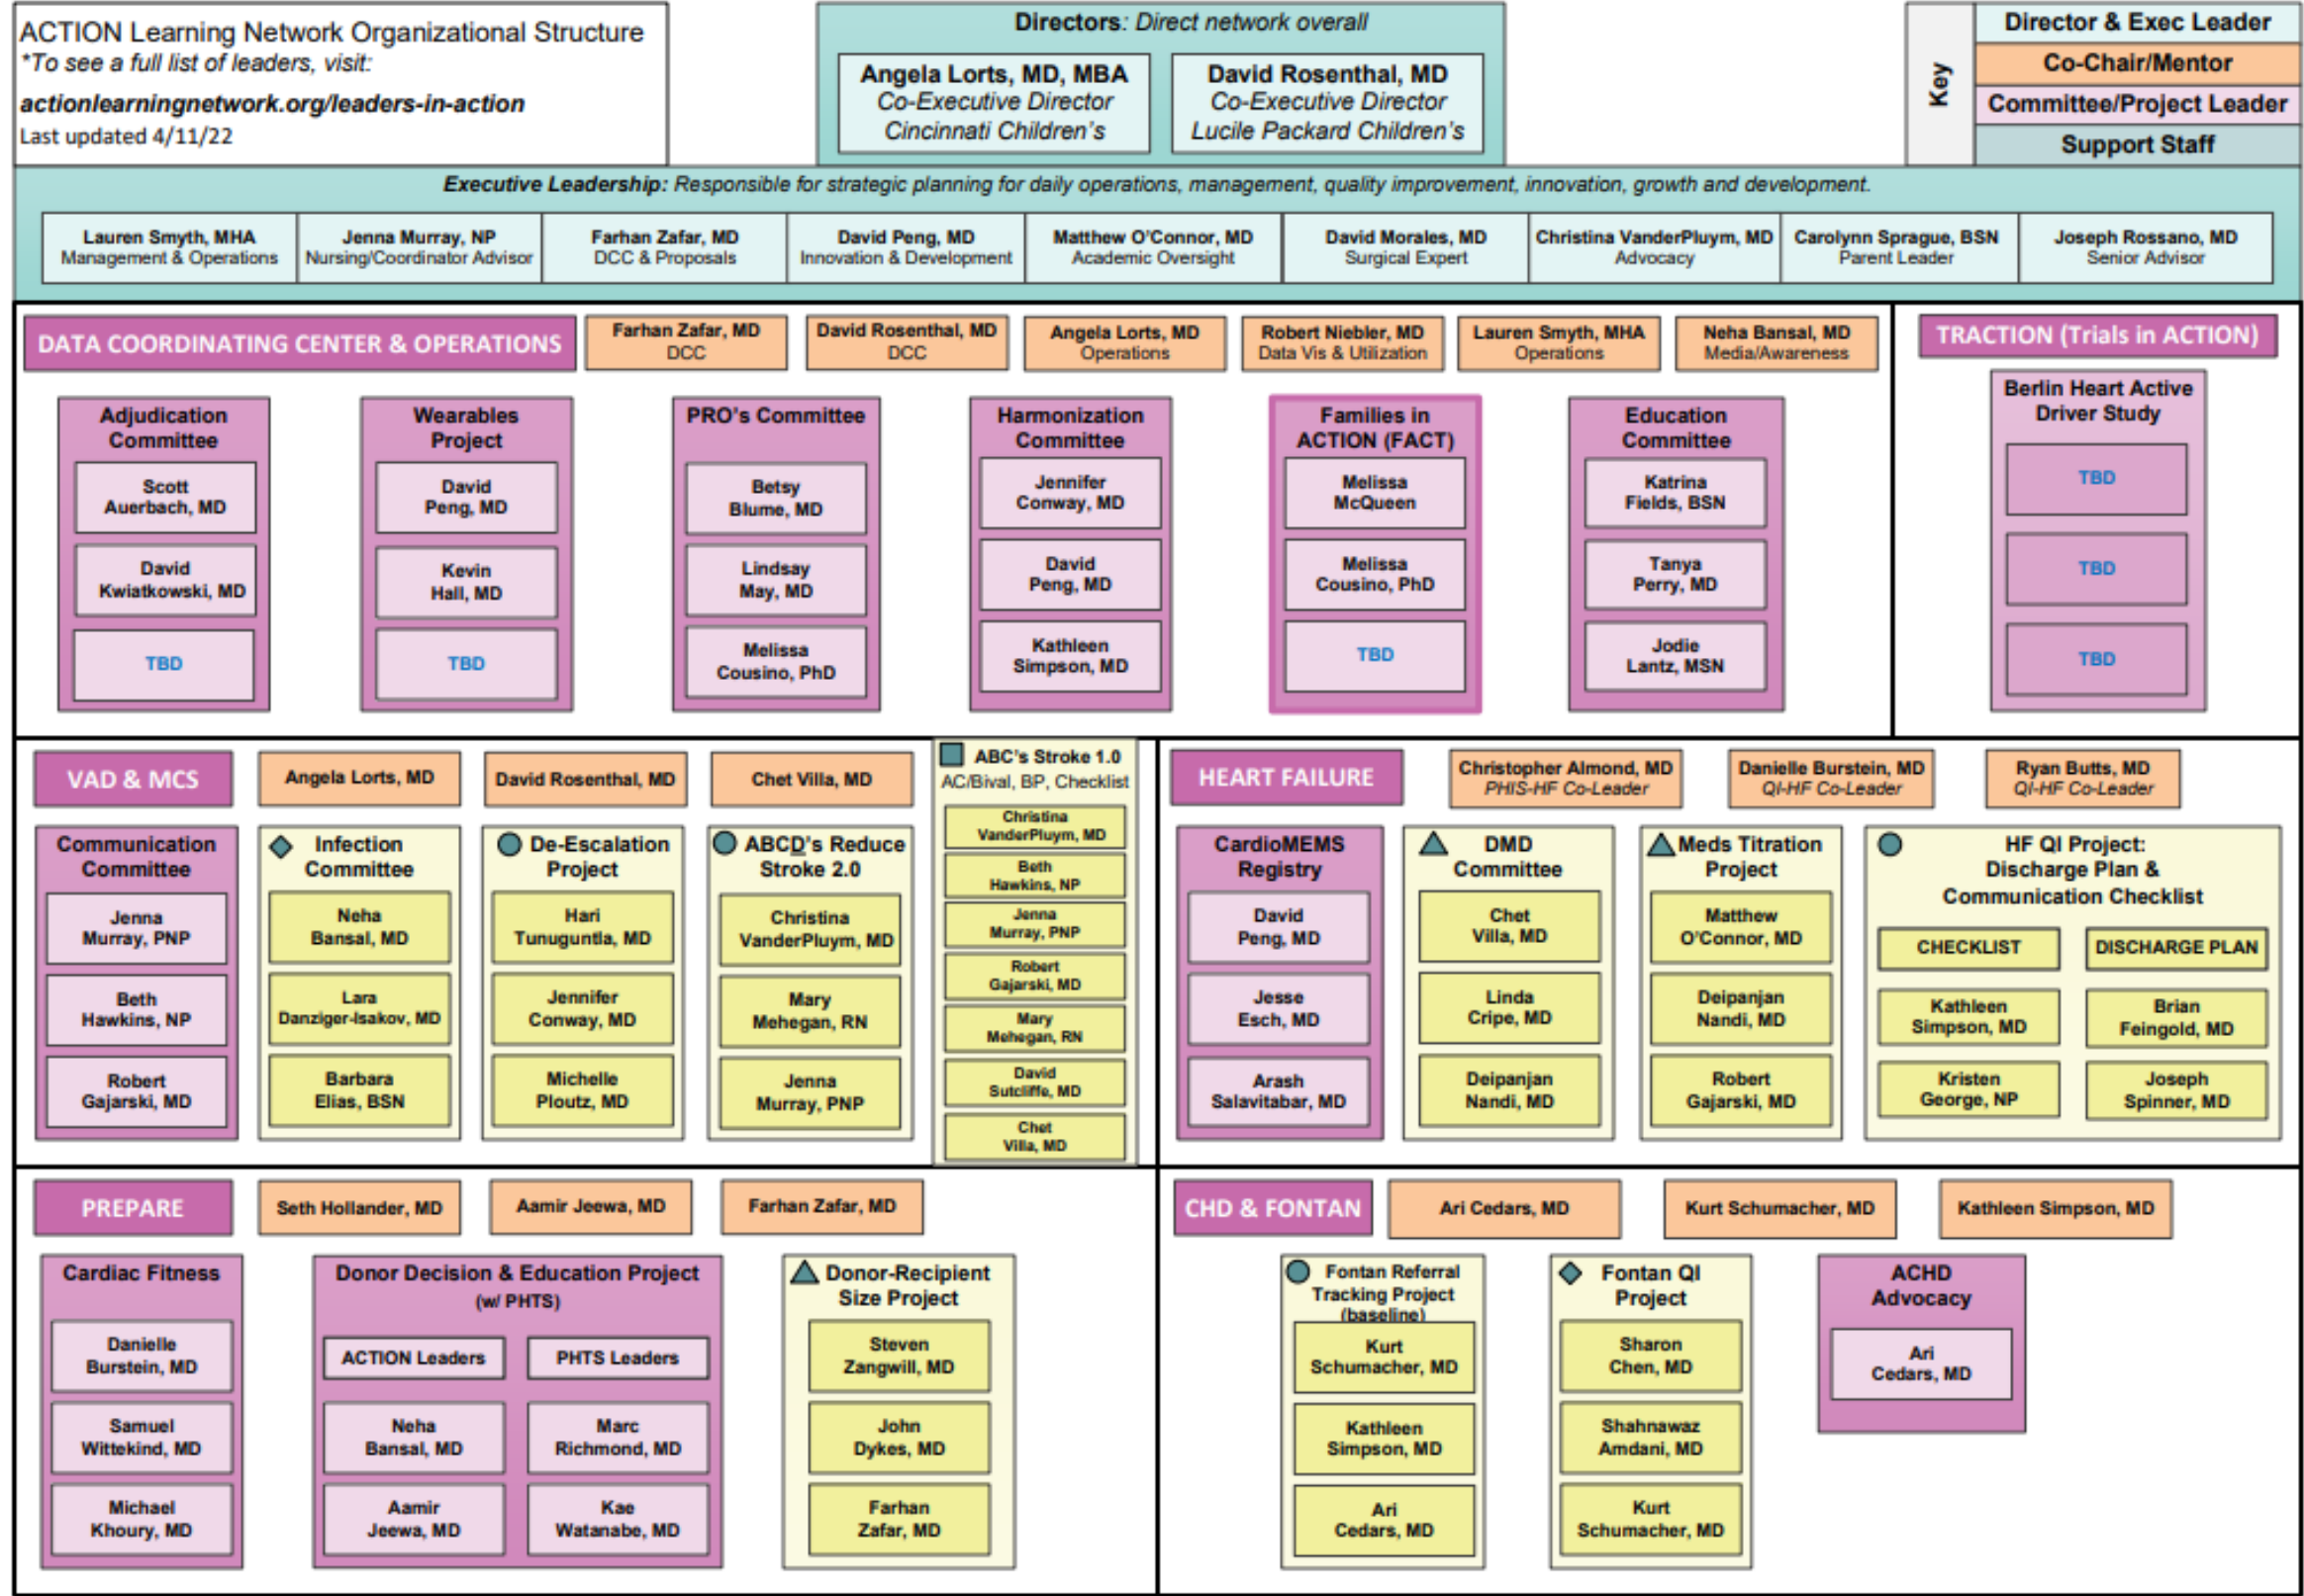 ACTION Learning Network Organizational Structure
*To see a full list of leaders, visit:
actionlearningnetwork.org/leaders-in-action
Last updated 4/11/22
Directors: Direct network overall
Angela Lorts, MD, MBA
Co-Executive Director
Cincinnati Children's
David Rosenthal, MD
Co-Executive Director
Lucile Packard Children's
Key
Director & Exec Leader
Co-Chair/Mentor
Committee/Project Leader
Support Staff
Executive Leadership: Responsible for strategic planning for daily operations, management, quality improvement, innovation, growth and development.
Lauren Smyth, MHA
Management & Operations
Jenna Murray, NP
Nursing/Coordinator Advisor
Farhan Zafar, MD
DCC & Proposals
David Peng, MD
Innovation & Development
Matthew O'Connor, MD
Academic Oversight
David Morales, MD
Surgical Expert
Christina VanderPluym, MD
Advocacy
Carolynn Sprague, BSN
Parent Leader
Joseph Rossano, MD
Senior Advisor
DATA COORDINATING CENTER & OPERATIONS
Farhan Zafar, MD
DCC
David Rosenthal, MD
DCC
Angela Lorts, MD
Operations
Robert Niebler, MD
Data Vis & Utilization
Lauren Smyth, MHA
Operations
Neha Bansal, MD
Media/Awareness
Adjudication
Committee
Scott
Auerbach, MD
David
Kwiatkowski, MD
TBD
Wearables
Project
David
Peng, MD
Kevin
Hall, MD
TBD
PRO's Committee
Betsy
Blume, MD
Lindsay
May, MD
Melissa
Cousino, PhD
Harmonization
Committee
Jennifer
Conway, MD
David
Peng, MD
Kathleen
Simpson, MD
Families in
ACTION (FACT)
Melissa
McQueen
Melissa
Cousino, PhD
TBD
Education
Committee
Katrina
Fields, BSN
Tanya
Perry, MD
Jodie
Lantz, MSN
TRACTION (Trials in ACTION)
Berlin Heart Active
Driver Study
TBD
TBD
TBD
VAD & MCS
Angela Lorts, MD
David Rosenthal, MD
Chet Villa, MD
Communication
Committee
Jenna
Murray, PNP
Beth
Hawkins, NP
Robert
Gajarski, MD
Infection
Committee
Neha
Bansal, MD
Lara
Danziger-Isakov, MD
Barbara
Elias, BSN
De-Escalation
Project
Hari
Tunuguntla, MD
Jennifer
Conway, MD
Michelle
Ploutz, MD
ABCD's Reduce
Stroke 2.0
Christina
VanderPluym, MD
Mary
Mehegan, RN
Jenna
Murray, PNP
ABC's Stroke 1.0
AC/Bival, BP, Checklist
Christina
VanderPluym, MD
Beth
Hawkins, NP
Jenna
Murray, PNP
Robert
Gajarski, MD
Mary
Mehegan, RN
David
Sutcliffe, MD
Chet
Villa, MD
HEART FAILURE
Christopher Almond, MD
PHIS-HF Co-Leader
Danielle Burstein, MD
QI-HF Co-Leader
Ryan Butts, MD
QI-HF Co-Leader
CardioMEMS
Registry
David
Peng, MD
Jesse
Esch, MD
Arash
Salavitabar, MD
DMD
Committee
Chet
Villa, MD
Linda
Cripe, MD
Deipanjan
Nandi, MD
Meds Titration
Project
Matthew
O'Connor, MD
Deipanjan
Nandi, MD
Robert
Gajarski, MD
HF QI Project:
Discharge Plan &
Communication Checklist
CHECKLIST
Kathleen
Simpson, MD
Kristen
George, NP
DISCHARGE PLAN
Brian
Feingold, MD
Joseph
Spinner, MD
PREPARE
Seth Hollander, MD
Aamir Jeewa, MD
Farhan Zafar, MD
Cardiac Fitness
Danielle
Burstein, MD
Samuel
Wittekind, MD
Michael
Khoury, MD
Donor Decision & Education Project
(w/ PHTS)
ACTION Leaders
Neha
Bansal, MD
Aamir
Jeewa, MD
PHTS Leaders
Marc
Richmond, MD
Kae
Watanabe, MD
Donor-Recipient
Size Project
Steven
Zangwill, MD
John
Dykes, MD
Farhan
Zafar, MD
CHD & FONTAN
Ari Cedars, MD
Kurt Schumacher, MD
Kathleen Simpson, MD
Fontan Referral
Tracking Project
(baseline)
Kurt
Schumacher, MD
Kathleen
Simpson, MD
Ari
Cedars, MD
Fontan QI
Project
Sharon
Chen, MD
Shahnawaz
Amdani, MD
Kurt
Schumacher, MD
ACHD
Advocacy
Ari
Cedars, MD